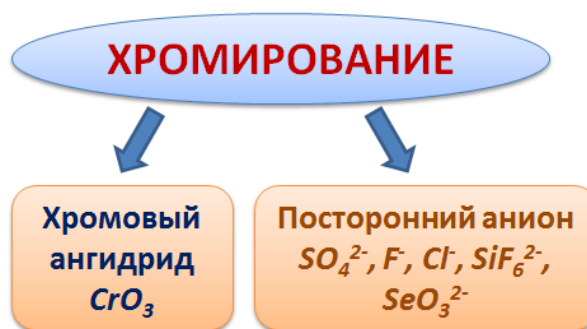 ХРОМИРОВАНИЕ
Хромовый
ангидрид
CrO₃
Посторонний анион
SO₄²⁻, F⁻, Cl⁻, SiF₆²⁻,
SeO₃²⁻